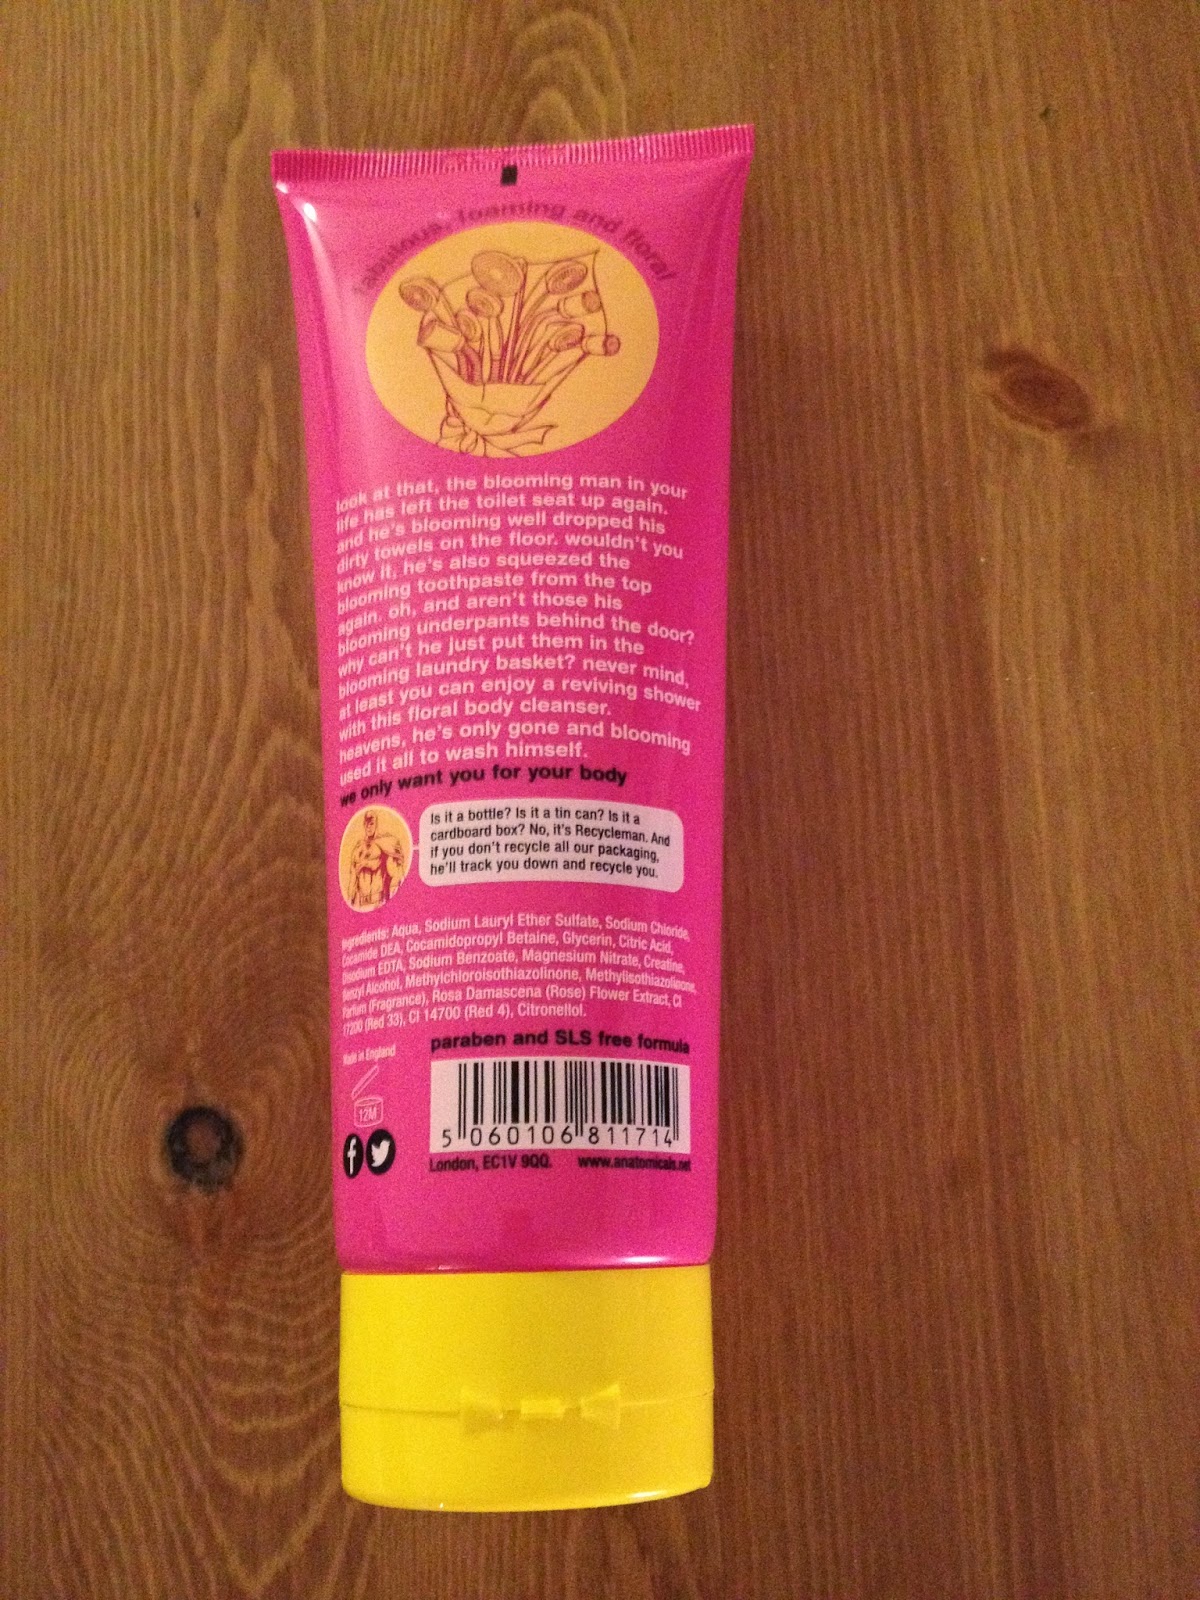 fabulous, foaming and floral
look at that, the blooming man in your
life has left the toilet seat up again.
and he's blooming well dropped his
dirty towels on the floor. wouldn't you
know it, he's also squeezed the
blooming toothpaste from the top
again. oh, and aren't those his
blooming underpants behind the door?
why can't he just put them in the
blooming laundry basket? never mind,
at least you can enjoy a reviving shower
with this floral body cleanser.
heavens, he's only gone and blooming
used it all to wash himself.
we only want you for your body
Is it a bottle? Is it a tin can? Is it a
cardboard box? No, it's Recycleman. And
if you don't recycle all our packaging,
he'll track you down and recycle you.
Ingredients: Aqua, Sodium Lauryl Ether Sulfate, Sodium Chloride,
Cocamide DEA, Cocamidopropyl Betaine, Glycerin, Citric Acid,
Disodium EDTA, Sodium Benzoate, Magnesium Nitrate, Creatine,
Benzyl Alcohol, Methylchloroisothiazolinone, Methylisothiazolinone,
Parfum (Fragrance), Rosa Damascena (Rose) Flower Extract, CI
17200 (Red 33), CI 14700 (Red 4), Citronellol.
paraben and SLS free formula
Made in England
12M
5 060106 811714
London, EC1V 9QQ. www.anatomicals.net